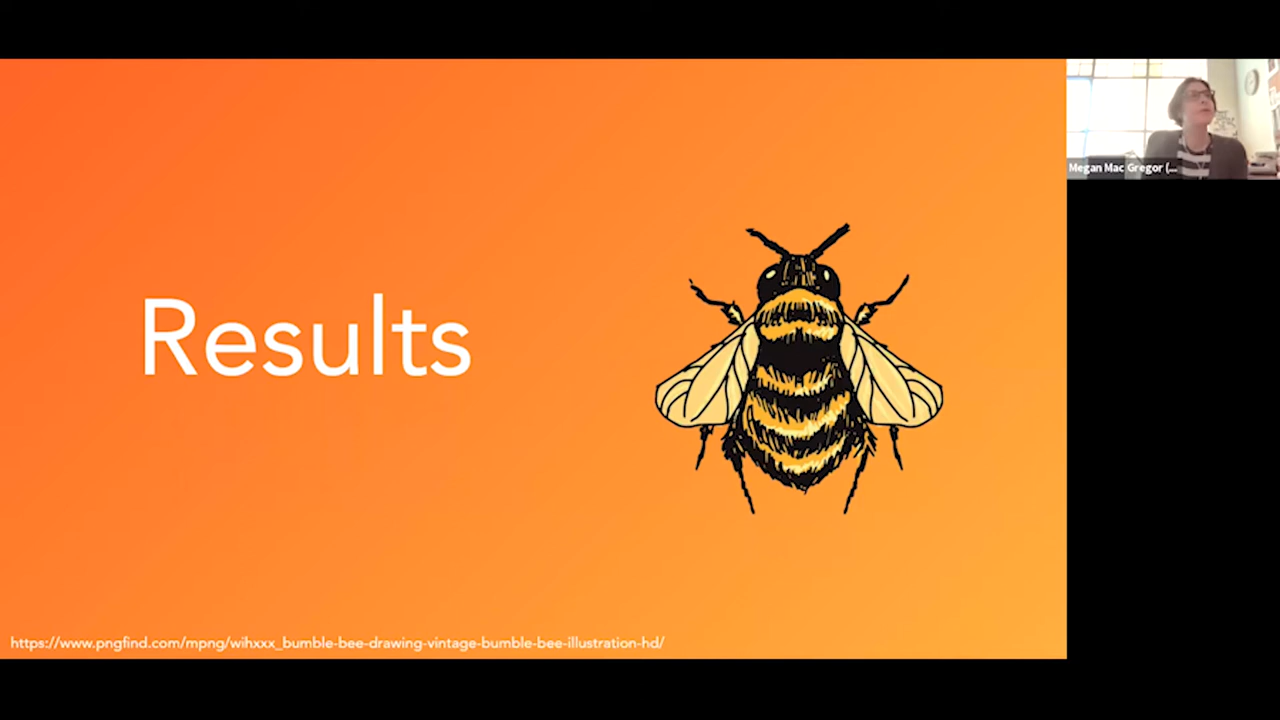 Megan Mac Gregor (...
Results
https://www.pngfind.com/mpng/wihxxx_bumble-bee-drawing-vintage-bumble-bee-illustration-hd/